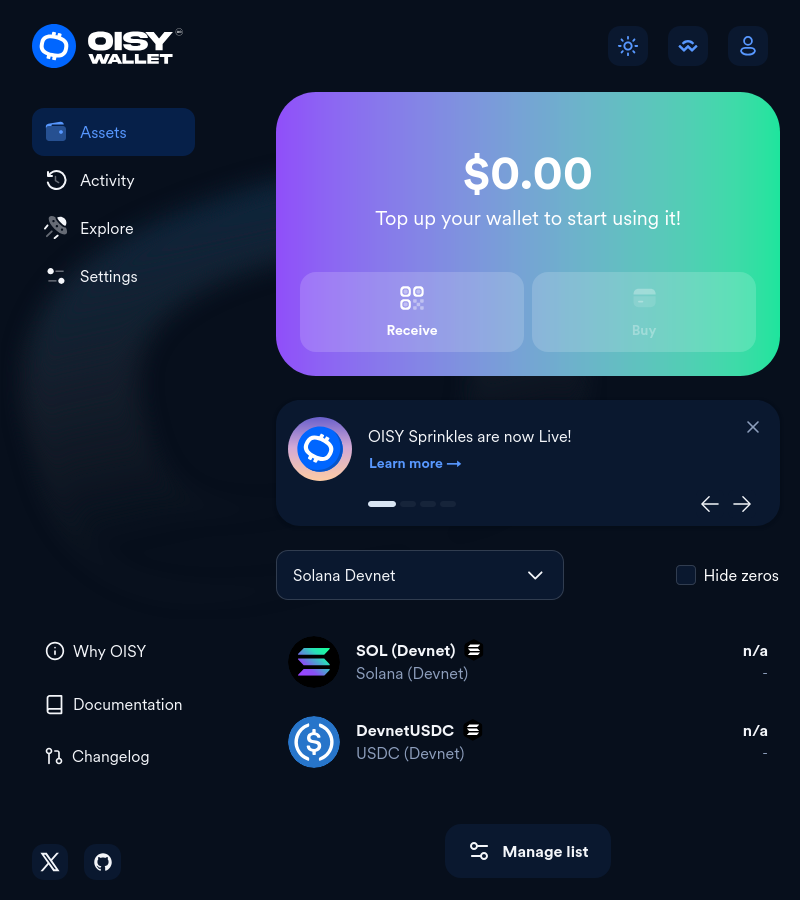 OISY
WALLET
Assets
Activity
Explore
Settings
$0.00
Top up your wallet to start using it!
Receive
Buy
OISY Sprinkles are now Live!
Learn more →
Solana Devnet
Hide zeros
Why OISY
Documentation
Changelog
SOL (Devnet)
n/a
Solana (Devnet)
-
DevnetUSDC
n/a
USDC (Devnet)
-
Manage list